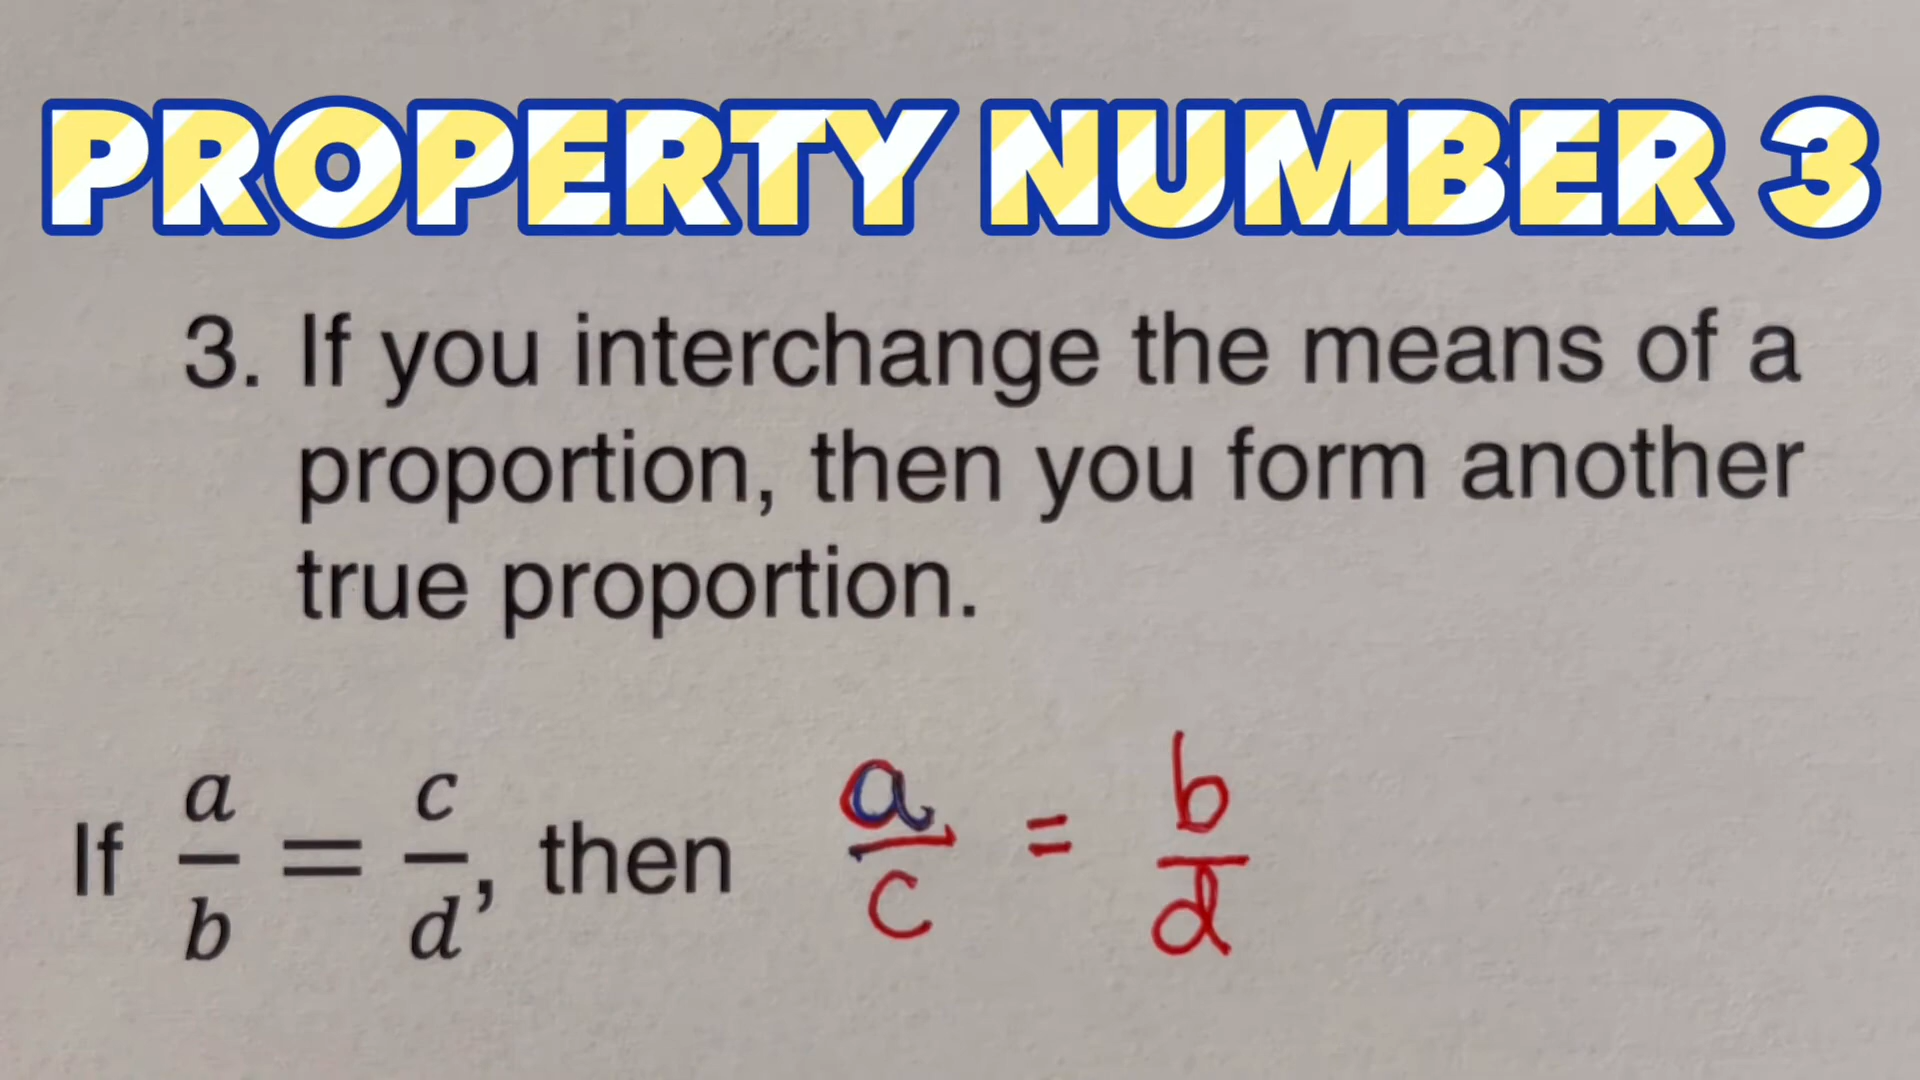 PROPERTY NUMBER 3
3. If you interchange the means of a
proportion, then you form another
true proportion.
If a/b = c/d, then a/c = b/d